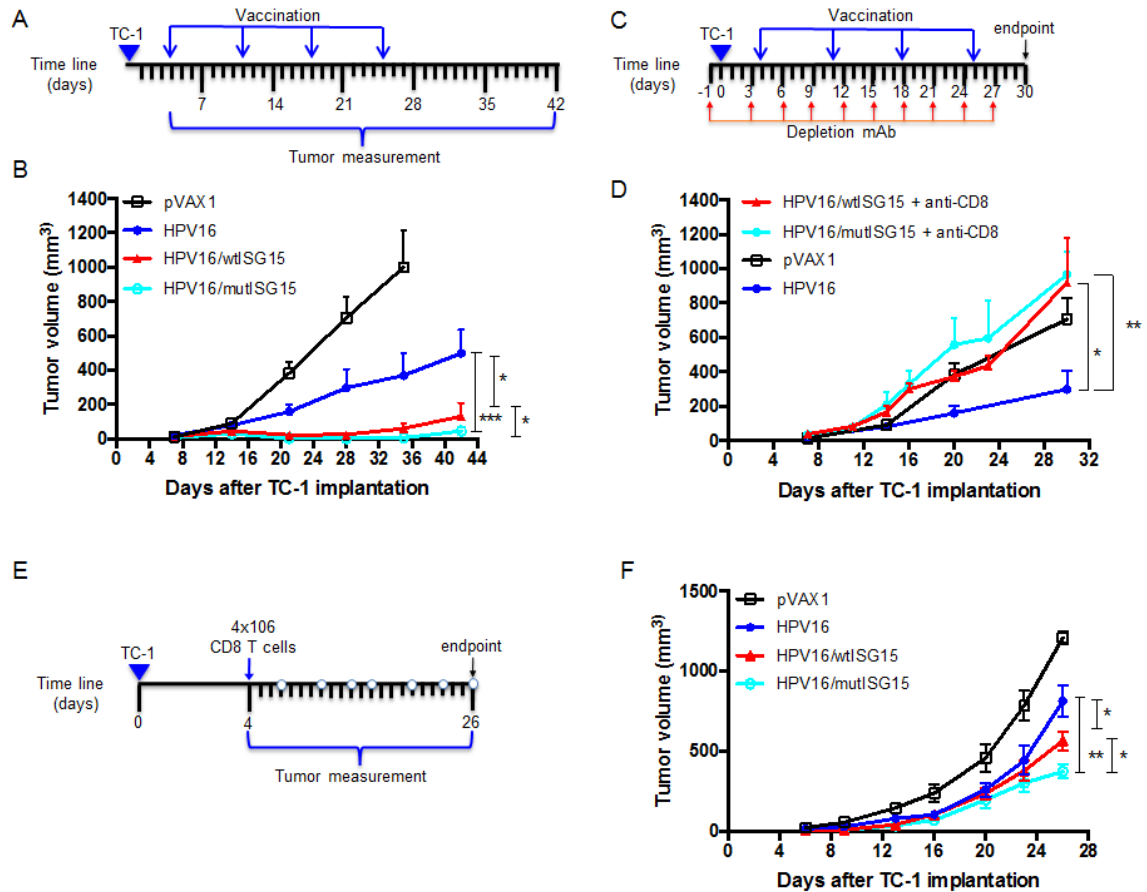 A
Vaccination
TC-1
Time line
(days)
7
14
21
28
35
42
Tumor measurement
C
Vaccination
TC-1
endpoint
Time line
(days)
-1 0 3 6 9 12 15 18 21 24 27 30
Depletion mAb
B
Tumor volume (mm3)
1400
1200
1000
800
600
400
200
0
pVAX1
HPV16
HPV16/wtISG15
HPV16/mutISG15
*
***
*
0 4 8 12 16 20 24 28 32 36 40 44
Days after TC-1 implantation
D
Tumor volume (mm3)
1400
1200
1000
800
600
400
200
0
HPV16/wtISG15 + anti-CD8
HPV16/mutISG15 + anti-CD8
pVAX1
HPV16
**
*
0 4 8 12 16 20 24 28 32
Days after TC-1 implantation
E
4x106
CD8 T cells
TC-1
endpoint
Time line
(days)
0
4
26
Tumor measurement
F
Tumor volume (mm3)
1500
1000
500
0
pVAX1
HPV16
HPV16/wtISG15
HPV16/mutISG15
*
**
*
0 4 8 12 16 20 24 28
Days after TC-1 implantation